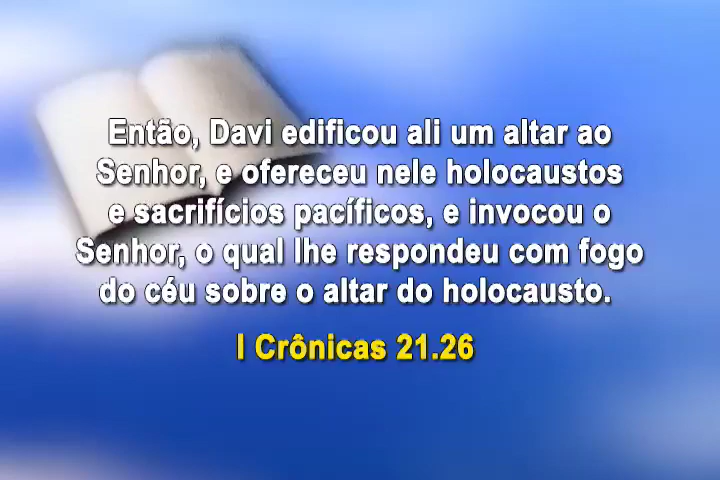 Então, Davi edificou ali um altar ao
Senhor, e ofereceu nele holocaustos
e sacrifícios pacíficos, e invocou o
Senhor, o qual lhe respondeu com fogo
do céu sobre o altar do holocausto.
I Crônicas 21.26